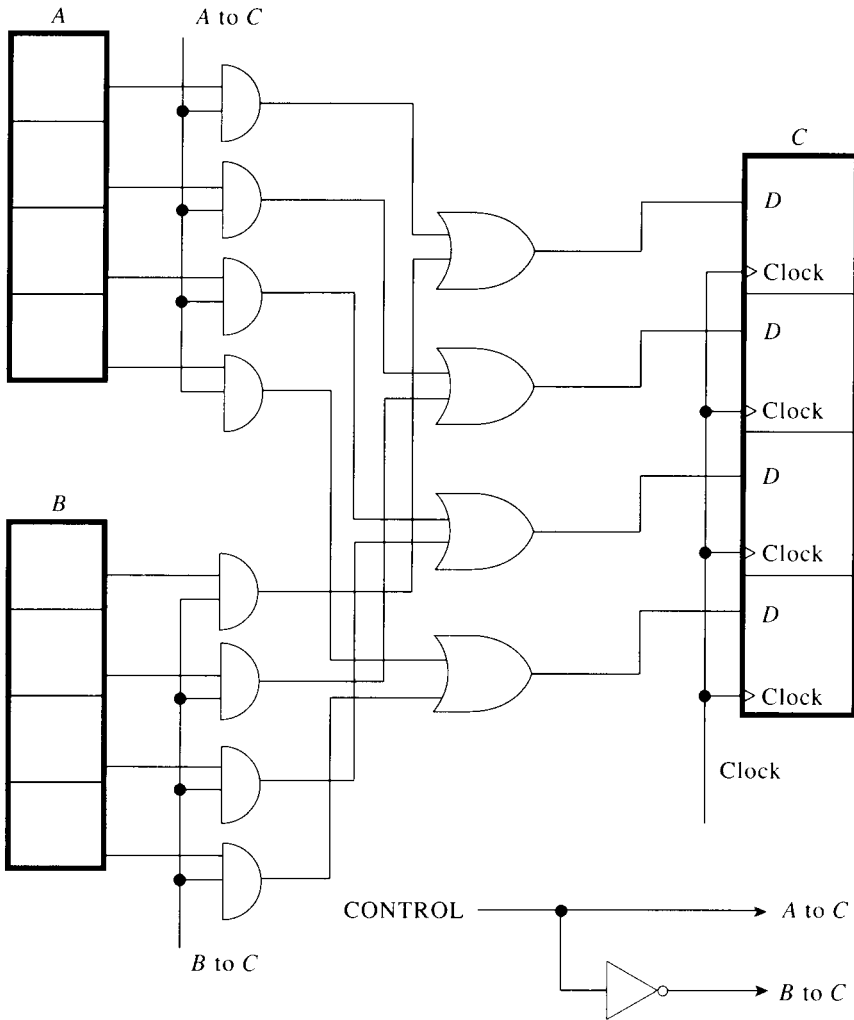 A
A to C
C
D
Clock
D
Clock
D
Clock
D
Clock
Clock
B
B to C
CONTROL
A to C
B to C